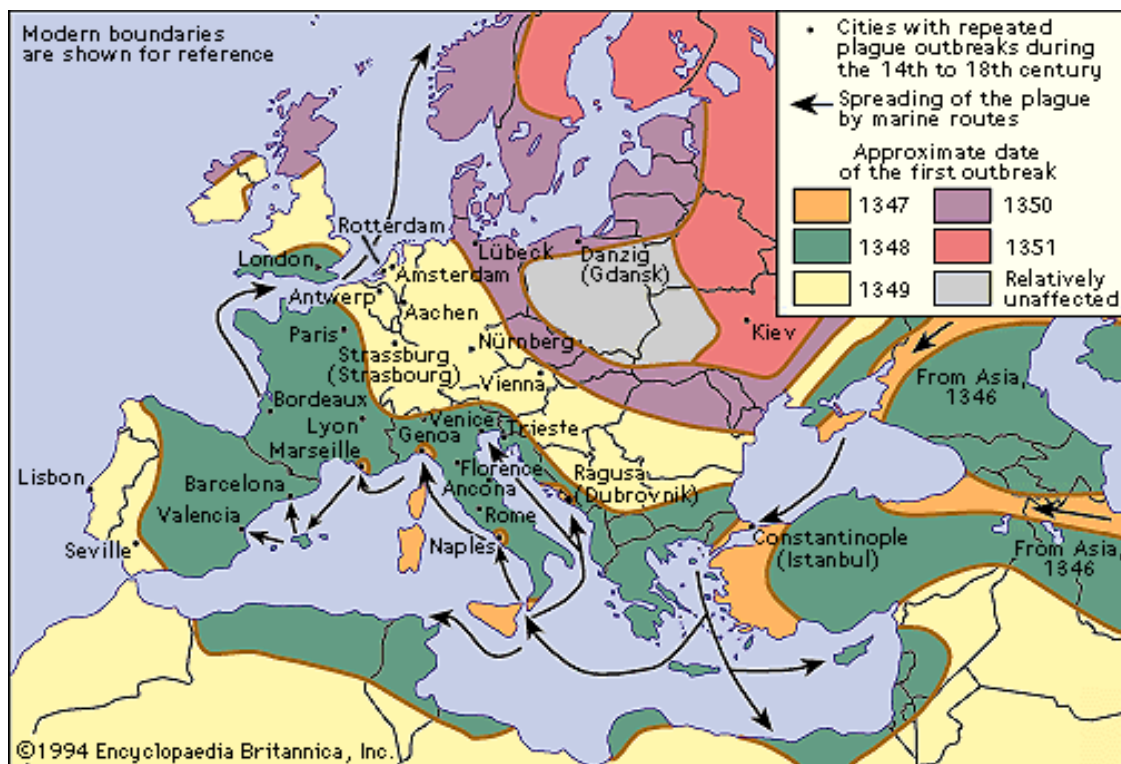 Modern boundaries
are shown for reference
Cities with repeated
plague outbreaks during
the 14th to 18th century
Spreading of the plague
by marine routes
Approximate date
of the first outbreak
1347
1350
1348
1351
1349
Relatively
unaffected
Rotterdam
London
Amsterdam
Lübeck
Danzig
(Gdansk)
Antwerp
Aachen
Paris
Nürnberg
Kiev
Strassburg
(Strasbourg)
Vienna
From Asia,
1346
Bordeaux
Lyon
Venice
Trieste
Genoa
Marseille
Florence
Ragusa
(Dubrovnik)
Lisbon
Barcelona
Ancona
Valencia
Rome
Constantinople
(Istanbul)
Seville
Naples
From Asia,
1346
©1994 Encyclopaedia Britannica, Inc.